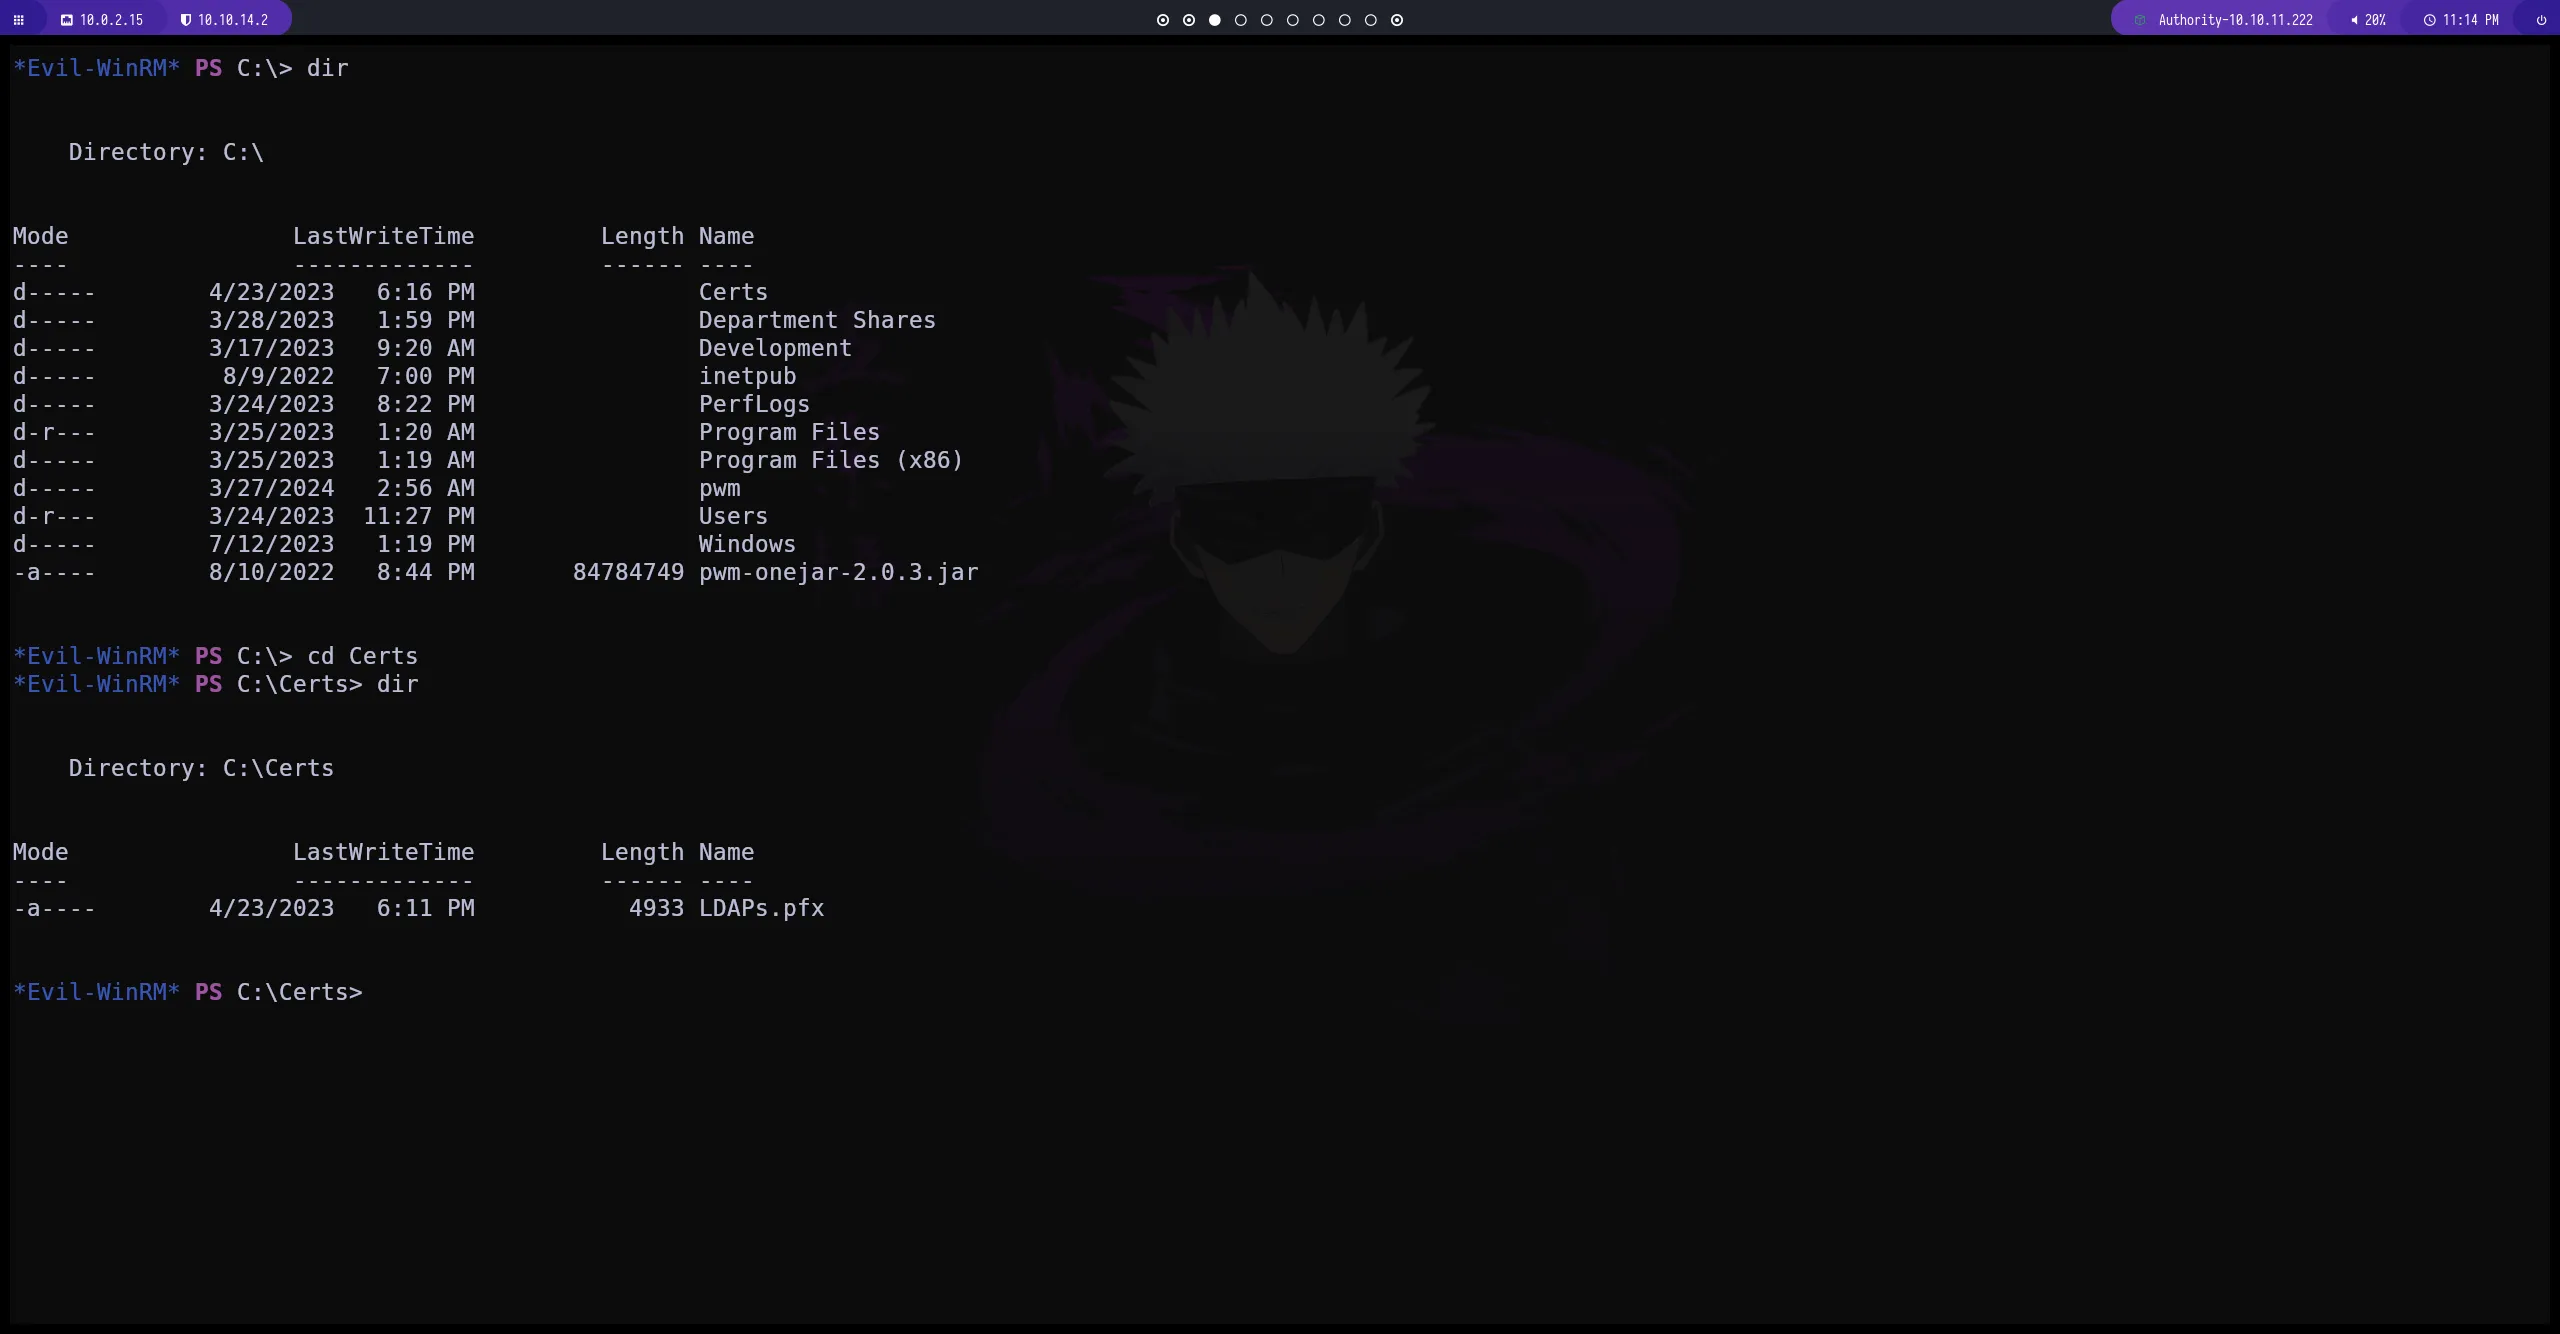 10.0.2.15 10.10.14.2 Authority-10.10.11.222 20% 11:14 PM
*Evil-WinRM* PS C:\> dir
Directory: C:\
Mode                LastWriteTime         Length Name
----                -------------         ------ ----
d-----        4/23/2023   6:16 PM                Certs
d-----        3/28/2023   1:59 PM                Department Shares
d-----        3/17/2023   9:20 AM                Development
d-----         8/9/2022   7:00 PM                inetpub
d-----        3/24/2023   8:22 PM                PerfLogs
d-r---        3/25/2023   1:20 AM                Program Files
d-----        3/25/2023   1:19 AM                Program Files (x86)
d-----        3/27/2024   2:56 AM                pwm
d-r---        3/24/2023  11:27 PM                Users
d-----        7/12/2023   1:19 PM                Windows
-a----        8/10/2022   8:44 PM       84784749 pwm-onejar-2.0.3.jar
*Evil-WinRM* PS C:\> cd Certs
*Evil-WinRM* PS C:\Certs> dir
Directory: C:\Certs
Mode                LastWriteTime         Length Name
----                -------------         ------ ----
-a----        4/23/2023   6:11 PM           4933 LDAPs.pfx
*Evil-WinRM* PS C:\Certs>